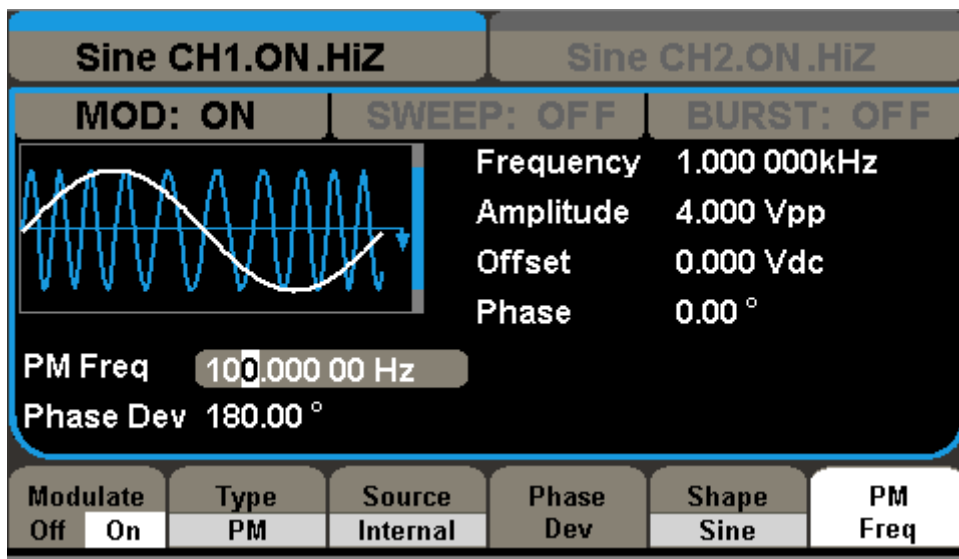 Sine CH1.ON.HiZ
Sine CH2.ON.HiZ
MOD: ON
SWEEP: OFF
BURST: OFF
Frequency 1.000 000kHz
Amplitude 4.000 Vpp
Offset 0.000 Vdc
Phase 0.00 °
PM Freq 100.000 00 Hz
Phase Dev 180.00 °
Modulate
Off On
Type
PM
Source
Internal
Phase
Dev
Shape
Sine
PM
Freq